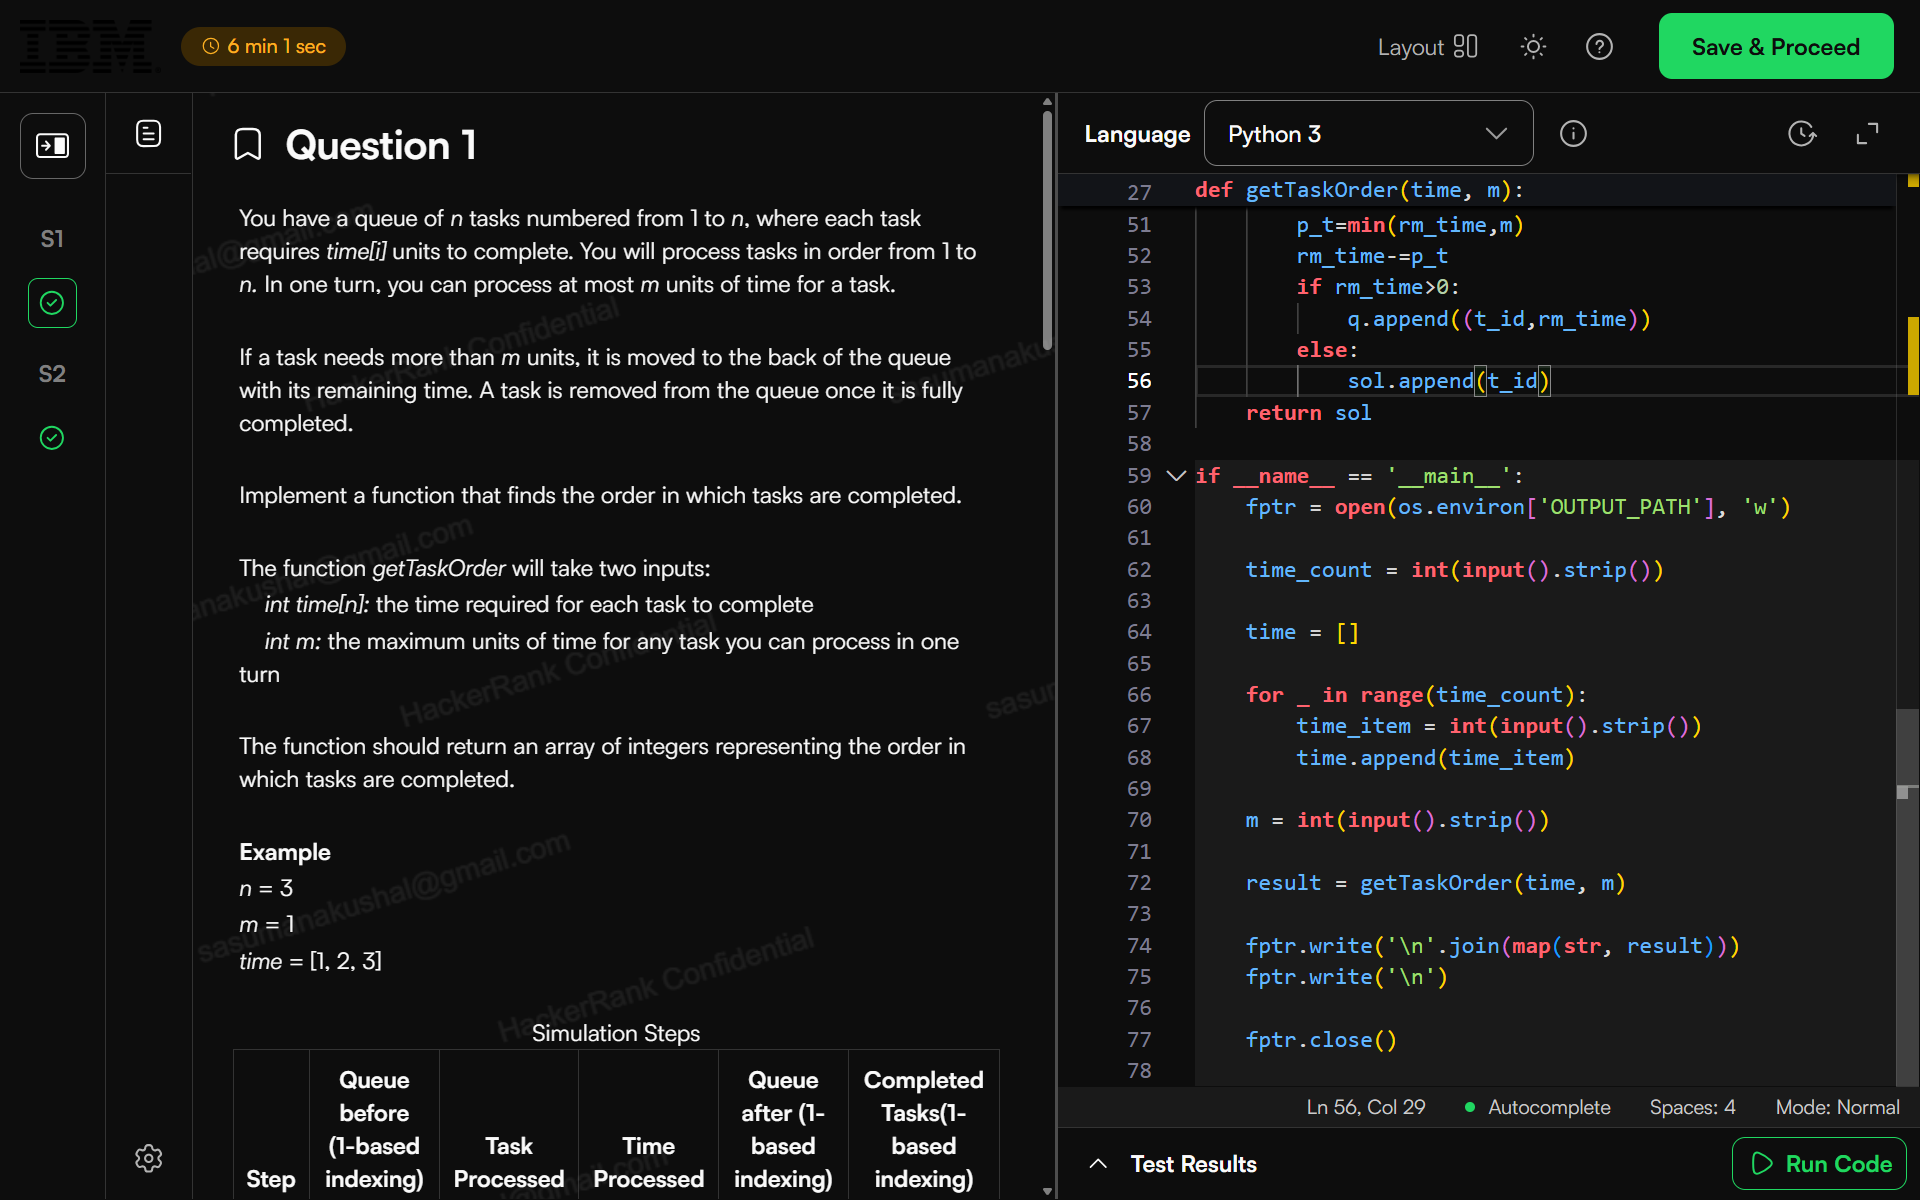 IBM
6 min 1 sec
Layout
Save & Proceed
S1
S2
Question 1
You have a queue of n tasks numbered from 1 to n, where each task
requires time[i] units to complete. You will process tasks in order from 1 to
n. In one turn, you can process at most m units of time for a task.
If a task needs more than m units, it is moved to the back of the queue
with its remaining time. A task is removed from the queue once it is fully
completed.
Implement a function that finds the order in which tasks are completed.
The function getTaskOrder will take two inputs:
int time[n]: the time required for each task to complete
int m: the maximum units of time for any task you can process in one
turn
The function should return an array of integers representing the order in
which tasks are completed.
Example
n = 3
m = 1
time = [1, 2, 3]
Simulation Steps
Step
Queue
before
(1-based
indexing)
Task
Processed
Time
Processed
Queue
after (1-
based
indexing)
Completed
Tasks(1-
based
indexing)
HackerRank Confidential
sasumanakushal@gmail.com
HackerRank Confidential
sasumanakushal@gmail.com
HackerRank Confidential
Language
Python 3
27 def getTaskOrder(time, m):
51 p_t=min(rm_time,m)
52 rm_time-=p_t
53 if rm_time>0:
54 q.append((t_id,rm_time))
55 else:
56 sol.append(t_id)
57 return sol
58
59 if __name__ == '__main__':
60 fptr = open(os.environ['OUTPUT_PATH'], 'w')
61
62 time_count = int(input().strip())
63
64 time = []
65
66 for _ in range(time_count):
67 time_item = int(input().strip())
68 time.append(time_item)
69
70 m = int(input().strip())
71
72 result = getTaskOrder(time, m)
73
74 fptr.write('\n'.join(map(str, result)))
75 fptr.write('\n')
76
77 fptr.close()
78
Ln 56, Col 29
Autocomplete
Spaces: 4
Mode: Normal
Test Results
Run Code